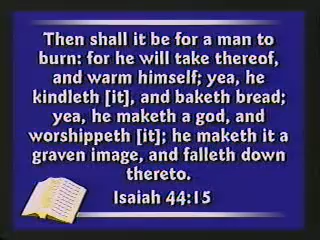 Then shall it be for a man to
burn: for he will take thereof,
and warm himself; yea, he
kindleth [it], and baketh bread;
yea, he maketh a god, and
worshippeth [it]; he maketh it a
graven image, and falleth down
thereto.
Isaiah 44:15